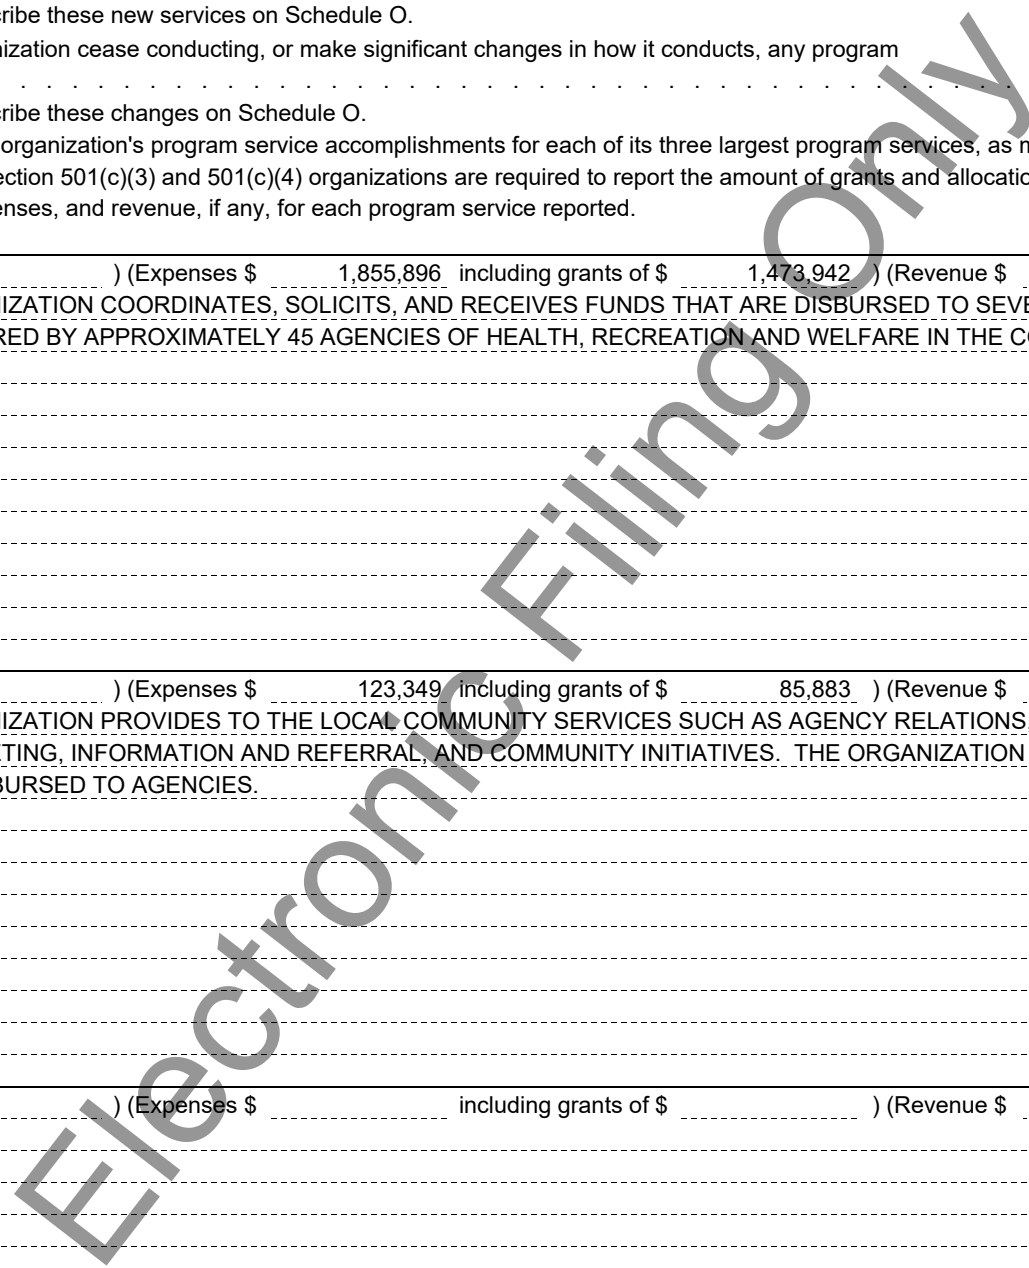 ribe these new services on Schedule O.
nization cease conducting, or make significant changes in how it conducts, any program
. . . . . . . . . . . . . . . . . . . . . . . . . . . . . . . . . . . . . . .
ribe these changes on Schedule O.
organization's program service accomplishments for each of its three largest program services, as m
ection 501(c)(3) and 501(c)(4) organizations are required to report the amount of grants and allocatio
enses, and revenue, if any, for each program service reported.
) (Expenses $ 1,855,896 including grants of $ 1,473,942 ) (Revenue $
NIZATION COORDINATES, SOLICITS, AND RECEIVES FUNDS THAT ARE DISBURSED TO SEVE
RED BY APPROXIMATELY 45 AGENCIES OF HEALTH, RECREATION AND WELFARE IN THE CO
) (Expenses $ 123,349 including grants of $ 85,883 ) (Revenue $
NIZATION PROVIDES TO THE LOCAL COMMUNITY SERVICES SUCH AS AGENCY RELATIONS,
TING, INFORMATION AND REFERRAL, AND COMMUNITY INITIATIVES. THE ORGANIZATION
BURSED TO AGENCIES.
) (Expenses $ including grants of $ ) (Revenue $
Electronic Filing Only